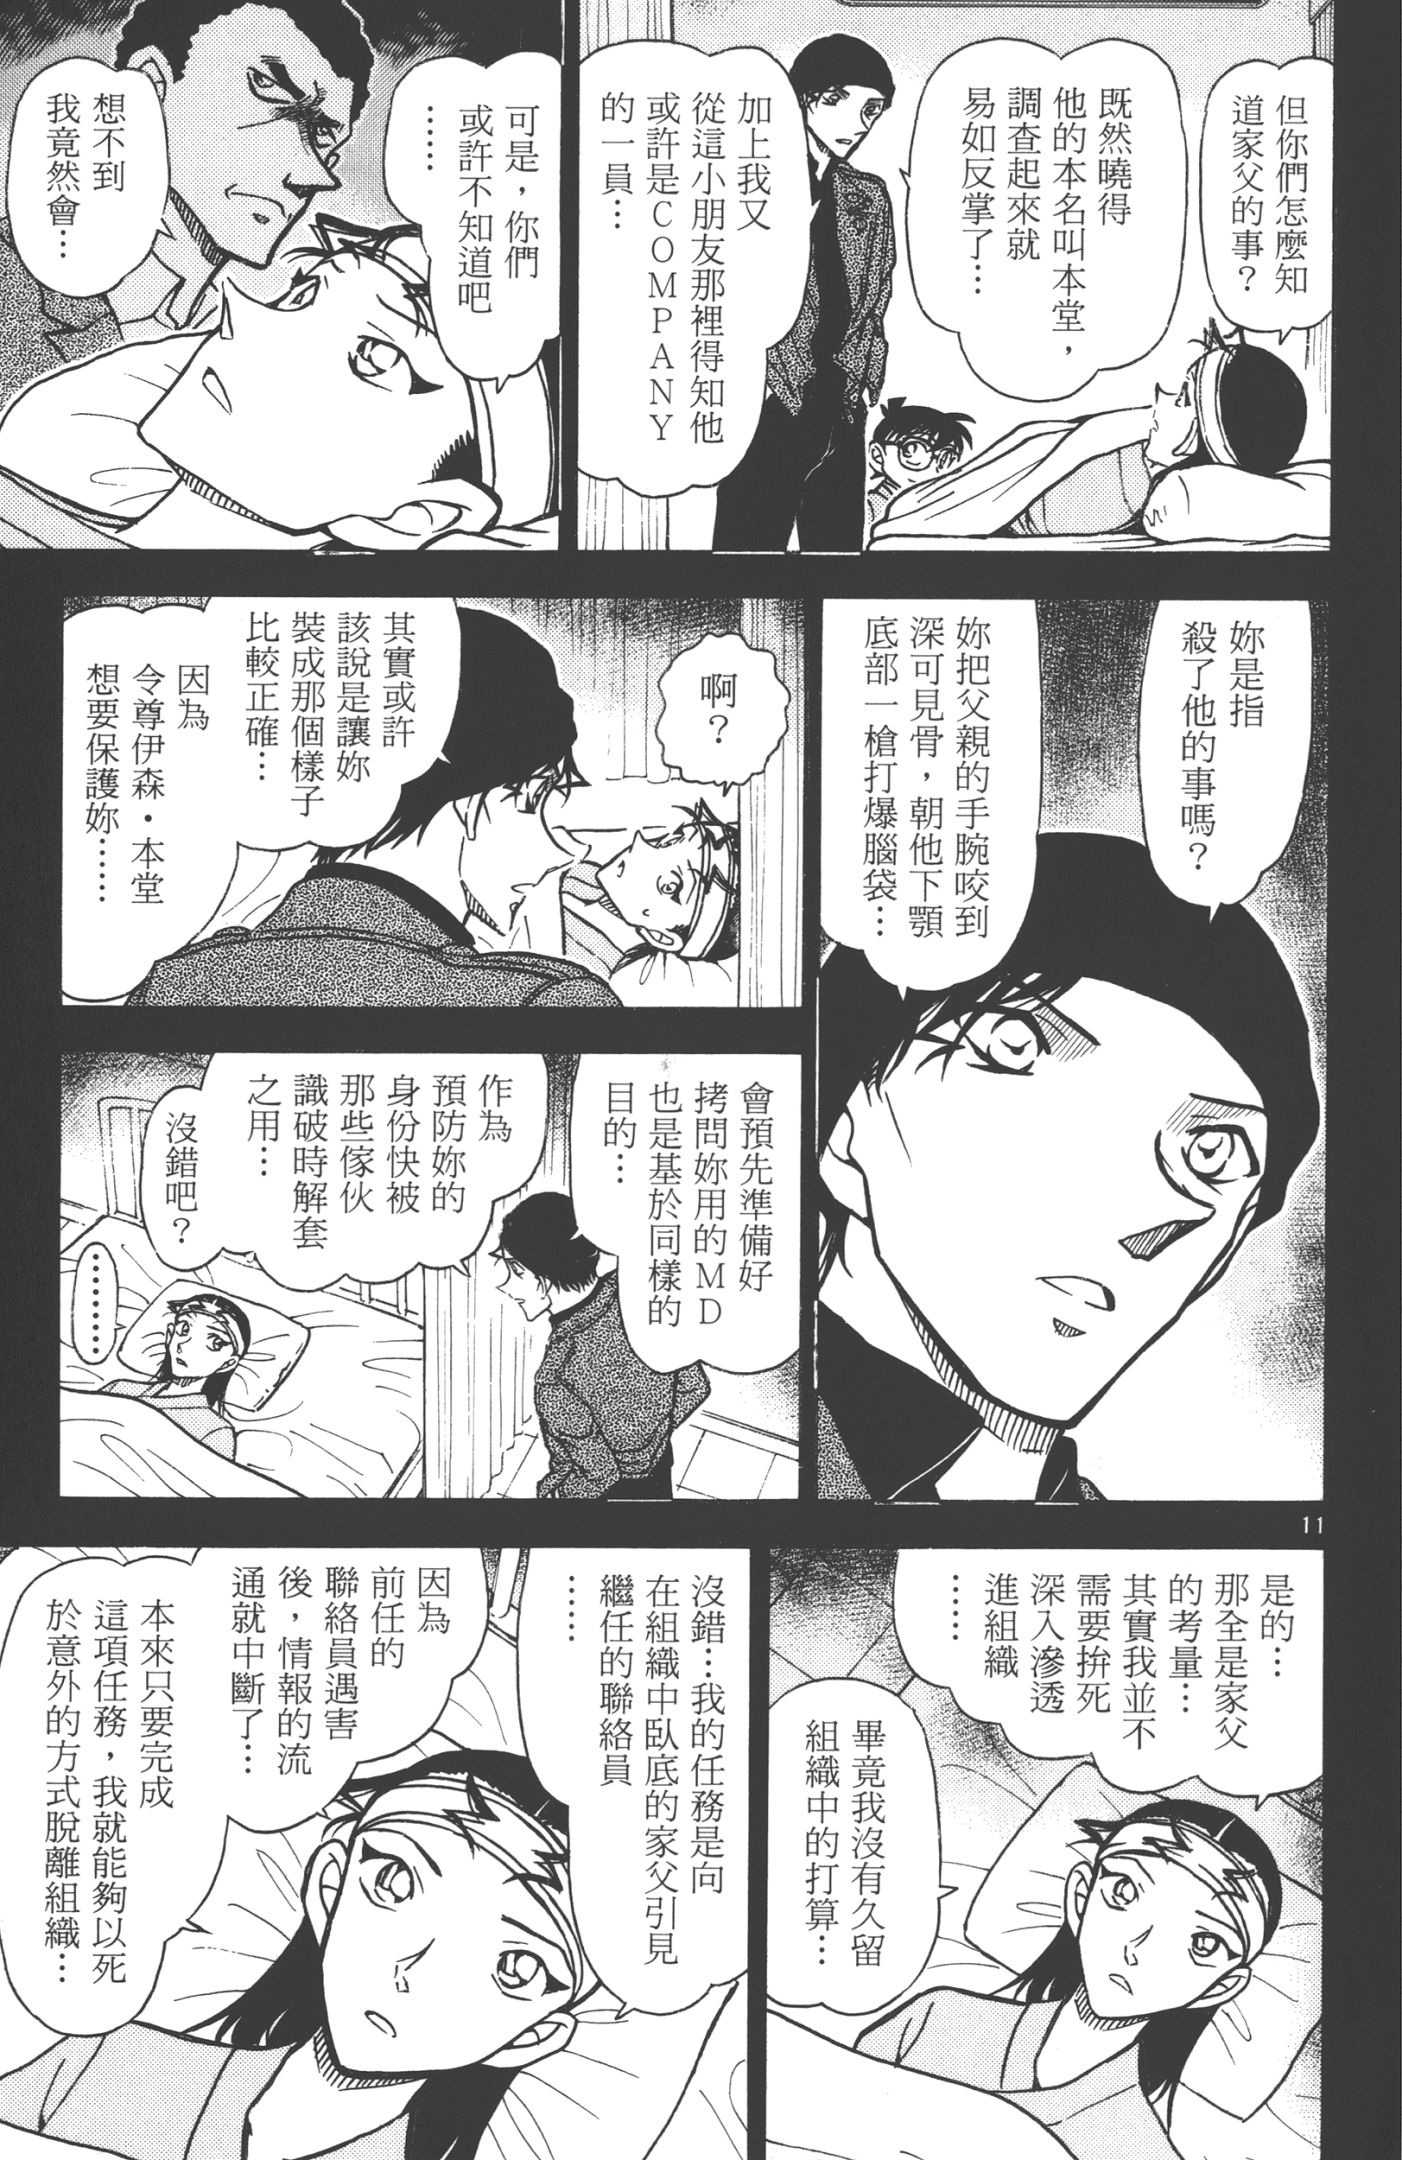 但你們怎麼知
道家父的事？
既然曉得
他的本名叫本堂，
調查起來就
易如反掌了…
加上我又
從這小朋友那裡得知他
或許是COMPANY
的一員…
可是，你們
或許不知道吧
……
想不到
我竟然會…
妳是指
殺了他的事嗎？
妳把父親的手腕咬到
深可見骨，朝他下顎
底部一槍打爆腦袋…
啊？
其實或許
該說是讓妳
裝成那個樣子
比較正確…
因為
令尊伊森・本堂
想要保護妳……
會預先準備好
拷問妳用的MD
也是基於同樣的
目的…
作為
預防妳的
身份快被
那些傢伙
識破時解套
之用…
沒錯吧？
………
11
是的…
那全是家父
的考量…
其實我並不
需要拚死
深入滲透
進組織
……
畢竟我沒有久留
組織中的打算…
沒錯…我的任務是向
在組織中臥底的家父引見
繼任的聯絡員
……
因為
前任的
聯絡員遇害
後，情報的流
通就中斷了…
本來只要完成
這項任務，我就能夠以死
於意外的方式脫離組織…